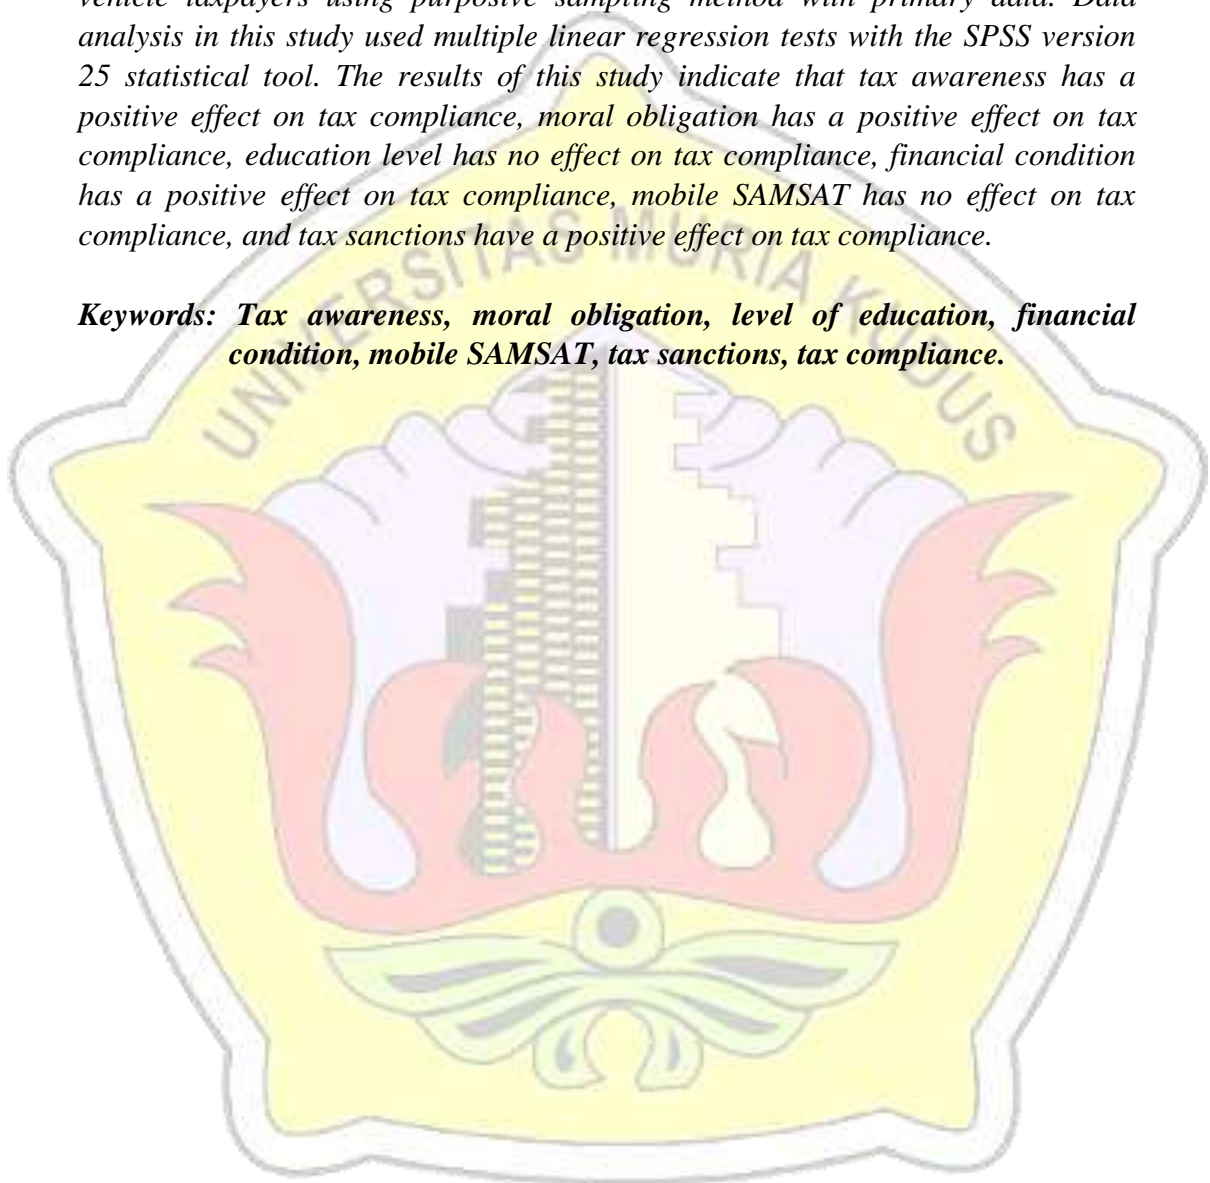 vehicle taxpayers using purposive sampling method with primary data. Data
analysis in this study used multiple linear regression tests with the SPSS version
25 statistical tool. The results of this study indicate that tax awareness has a
positive effect on tax compliance, moral obligation has a positive effect on tax
compliance, education level has no effect on tax compliance, financial condition
has a positive effect on tax compliance, mobile SAMSAT has no effect on tax
compliance, and tax sanctions have a positive effect on tax compliance.
Keywords: Tax awareness, moral obligation, level of education, financial
condition, mobile SAMSAT, tax sanctions, tax compliance.
UNIVERSITAS MURIA KUDUS